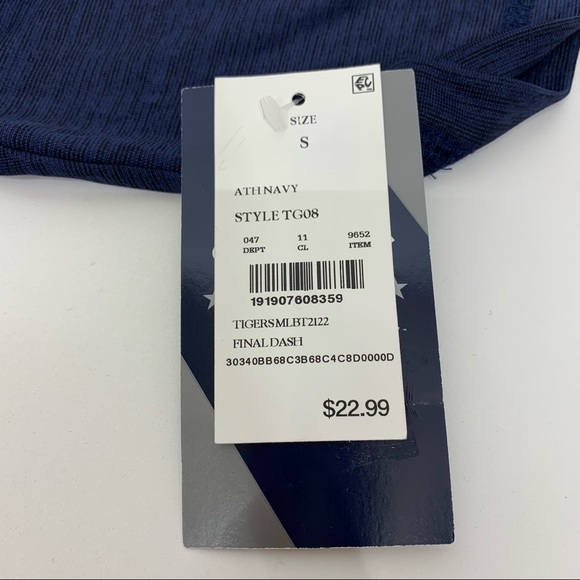 SIZE
S
ATH NAVY
STYLE TG08
047 11 9652
DEPT CL ITEM
191907608359
TIGERSMLBT2122
FINAL DASH
30340BB68C3B68C4C8D0000D
$22.99